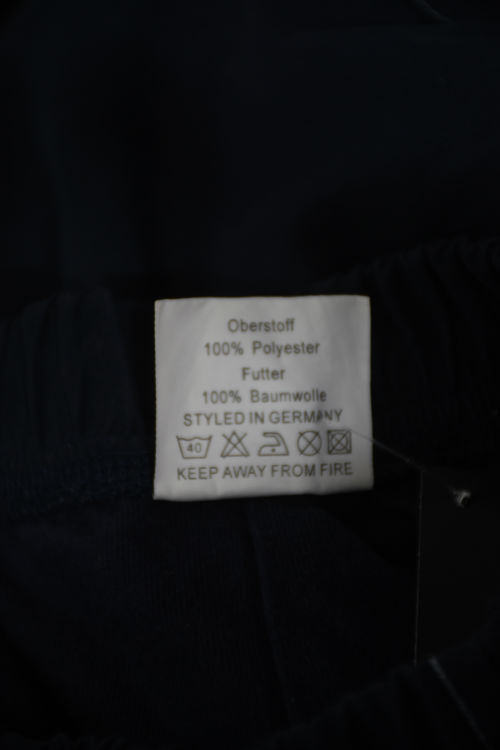 Oberstoff
100% Polyester
Futter
100% Baumwolle
STYLED IN GERMANY
40
KEEP AWAY FROM FIRE